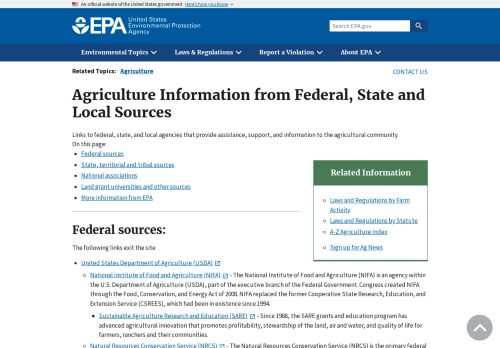 An official website of the United States government Here's how you know
EPA United States
Environmental Protection
Agency
Search EPA.gov
Environmental Topics Laws & Regulations Report a Violation About EPA
Related Topics: Agriculture
CONTACT US
Agriculture Information from Federal, State and
Local Sources
Links to federal, state, and local agencies that provide assistance, support, and information to the agricultural community.
On this page:
Federal sources
State, territorial and tribal sources
National associations
Land grant universities and other sources
More information from EPA
Related Information
Laws and Regulations by Farm
Activity
Laws and Regulations by Statute
A-Z Agriculture Index
Sign up for Ag News
Federal sources:
The following links exit the site
United States Department of Agriculture (USDA)
National Institute of Food and Agriculture (NIFA) - The National Institute of Food and Agriculture (NIFA) is an agency within
the U.S. Department of Agriculture (USDA), part of the executive branch of the Federal Government. Congress created NIFA
through the Food, Conservation, and Energy Act of 2008. NIFA replaced the former Cooperative State Research, Education, and
Extension Service (CSREES), which had been in existence since 1994.
Sustainable Agriculture Research and Education (SARE) - Since 1988, the SARE grants and education program has
advanced agricultural innovation that promotes profitability, stewardship of the land, air and water, and quality of life for
farmers, ranchers and their communities.
Natural Resources Conservation Service (NRCS) - The Natural Resources Conservation Service (NRCS) is the primary federal